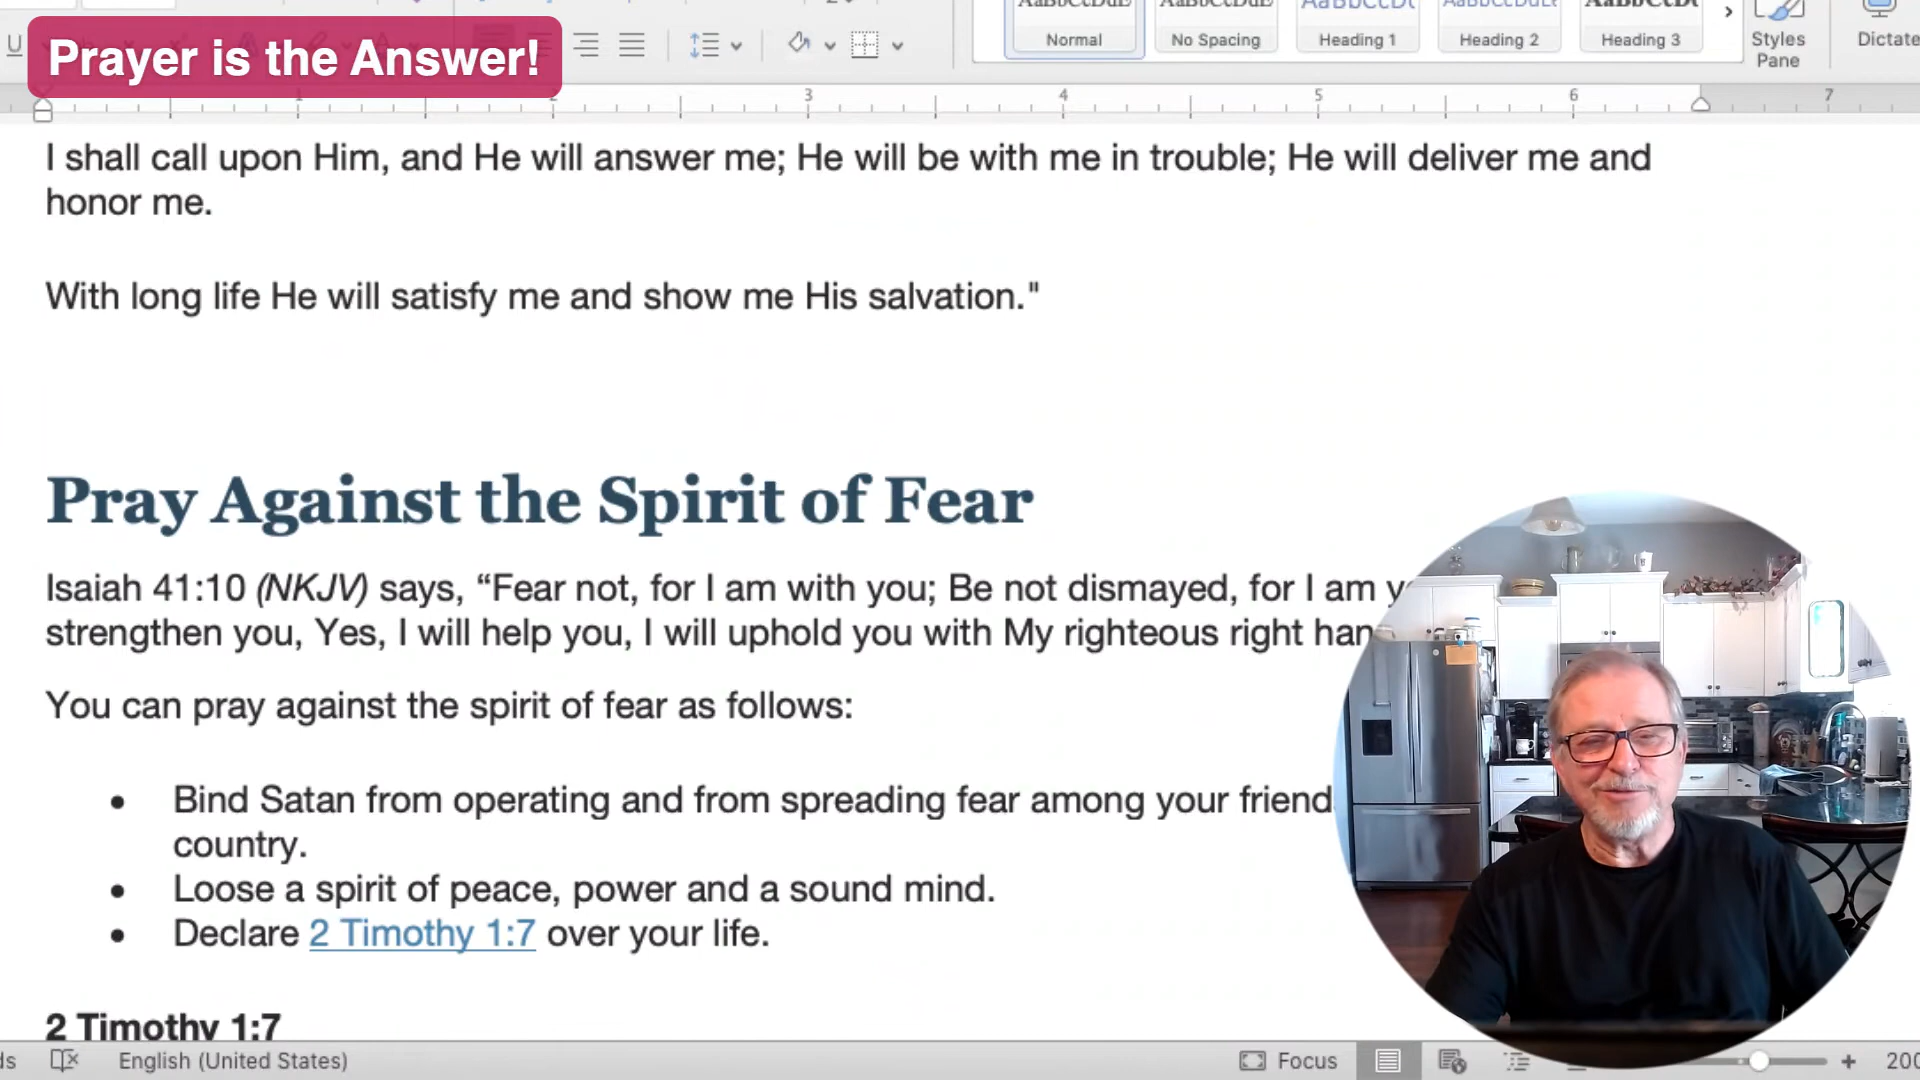 Prayer is the Answer!
Normal
No Spacing
Heading 1
Heading 2
Heading 3
Styles
Pane
Dictate
3
4
5
6
7
I shall call upon Him, and He will answer me; He will be with me in trouble; He will deliver me and
honor me.
With long life He will satisfy me and show me His salvation."
Pray Against the Spirit of Fear
Isaiah 41:10 (NKJV) says, “Fear not, for I am with you; Be not dismayed, for I am
strengthen you, Yes, I will help you, I will uphold you with My righteous right
You can pray against the spirit of fear as follows:
• Bind Satan from operating and from spreading fear among your
country.
• Loose a spirit of peace, power and a sound mind.
• Declare 2 Timothy 1:7 over your life.
2 Timothy 1:7
English (United States)
Focus